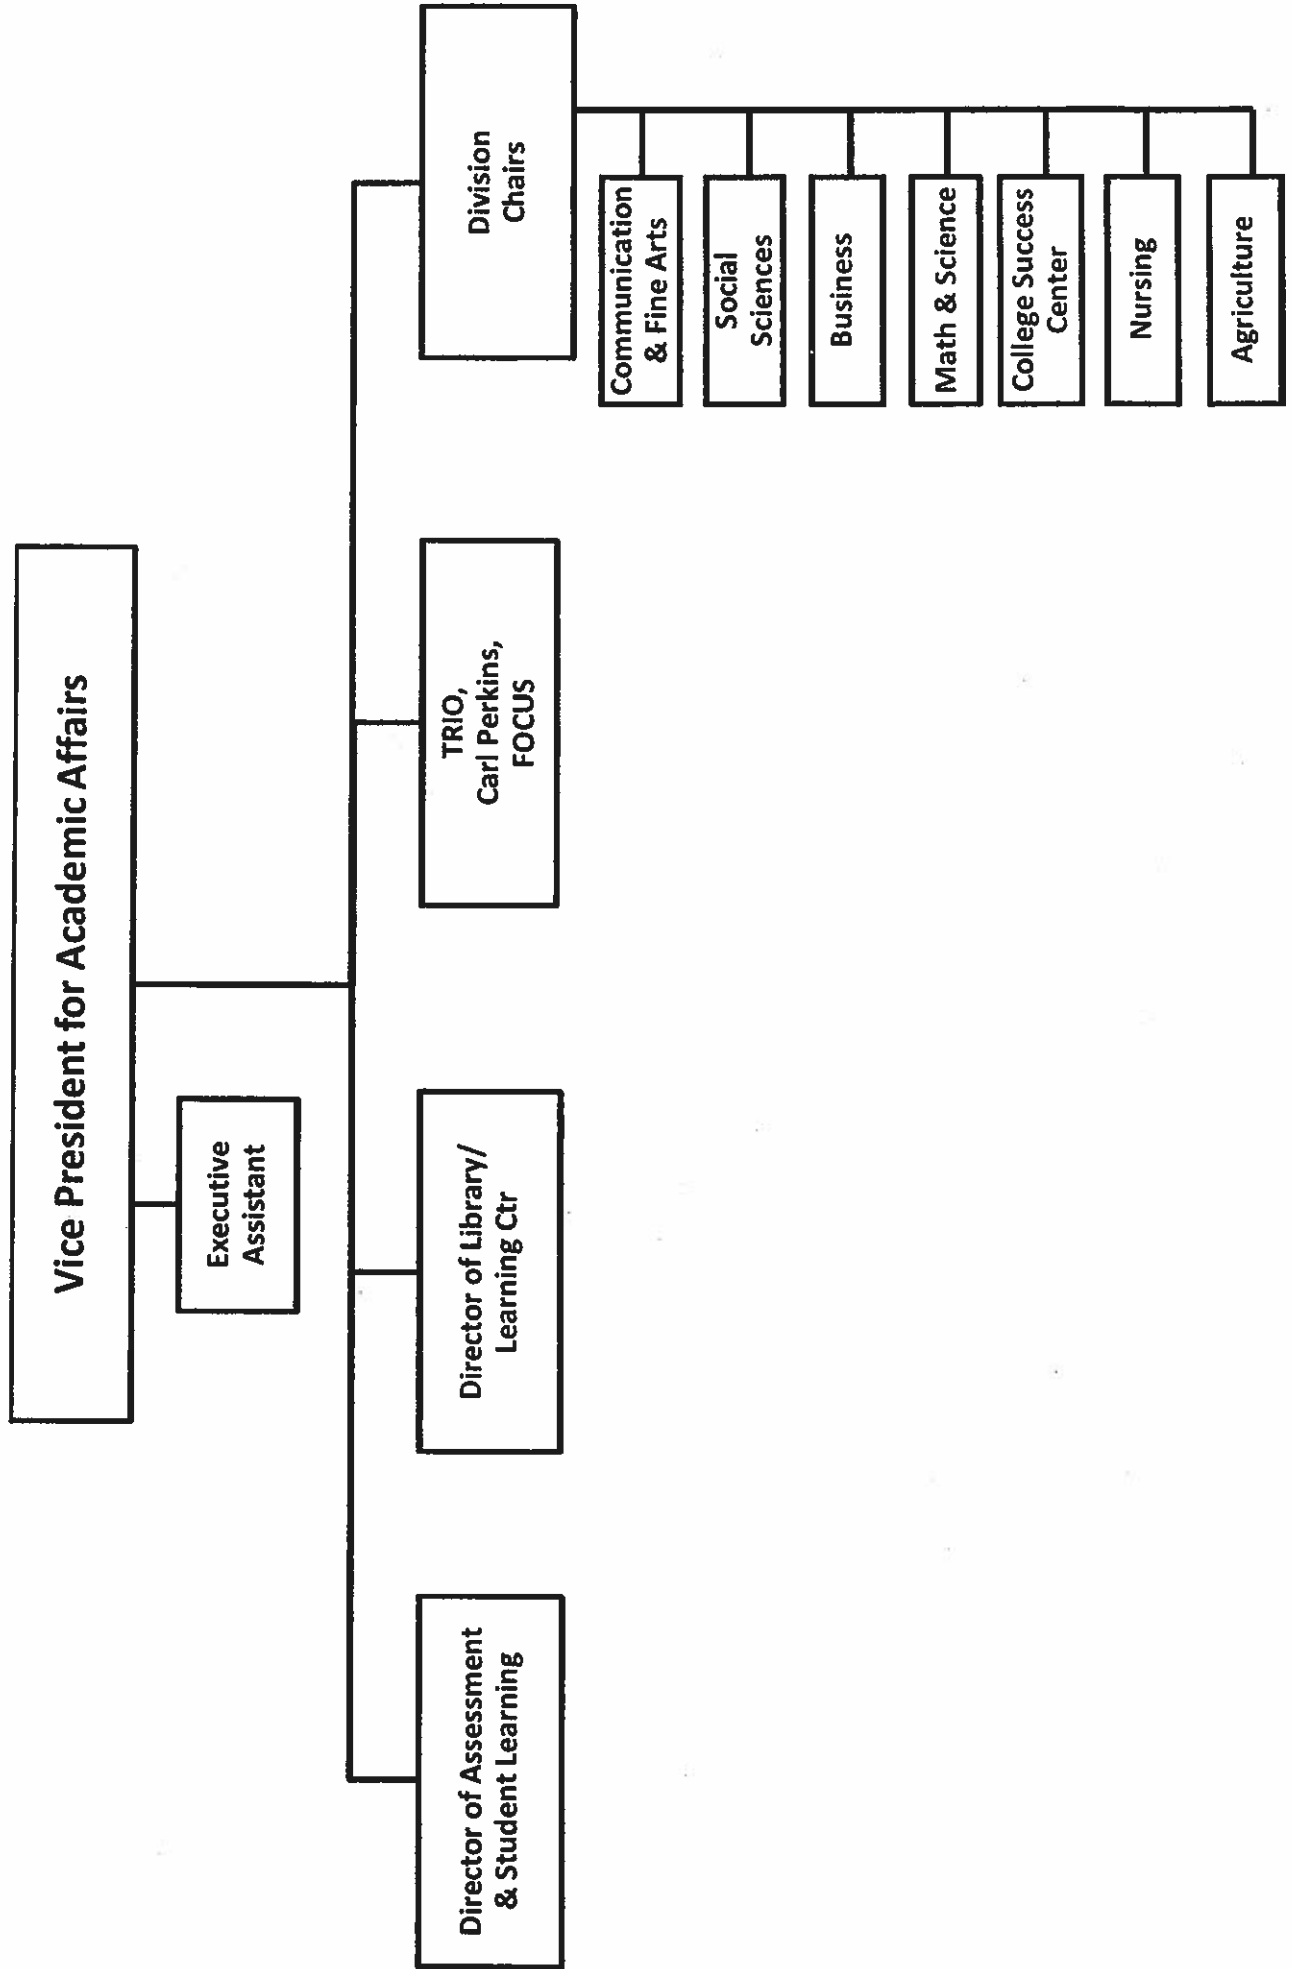 Vice President for Academic Affairs
Executive
Assistant
Director of Assessment
& Student Learning
Director of Library/
Learning Ctr
TRIO,
Carl Perkins,
FOCUS
Division
Chairs
Communication
& Fine Arts
Social
Sciences
Business
Math & Science
College Success
Center
Nursing
Agriculture